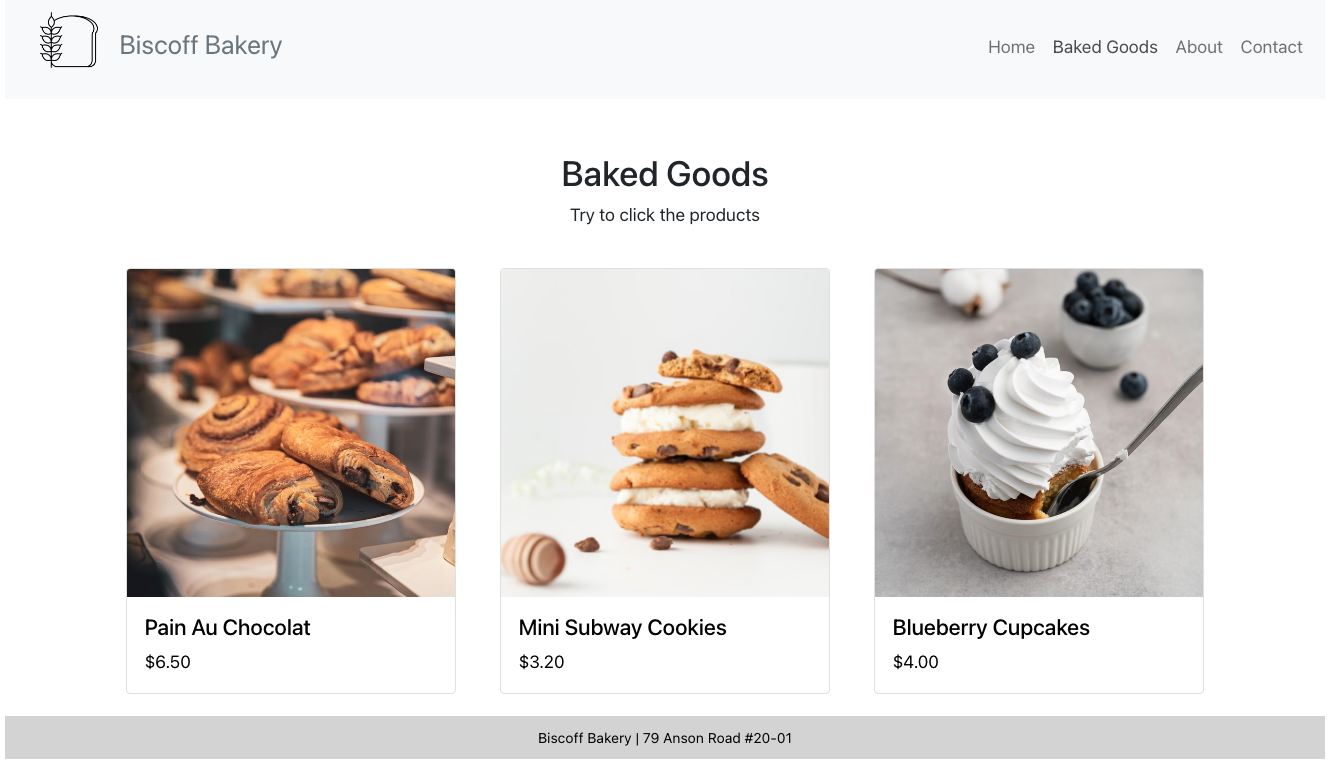 Biscoff Bakery
Home Baked Goods About Contact
Baked Goods
Try to click the products
Pain Au Chocolat
$6.50
Mini Subway Cookies
$3.20
Blueberry Cupcakes
$4.00
Biscoff Bakery | 79 Anson Road #20-01